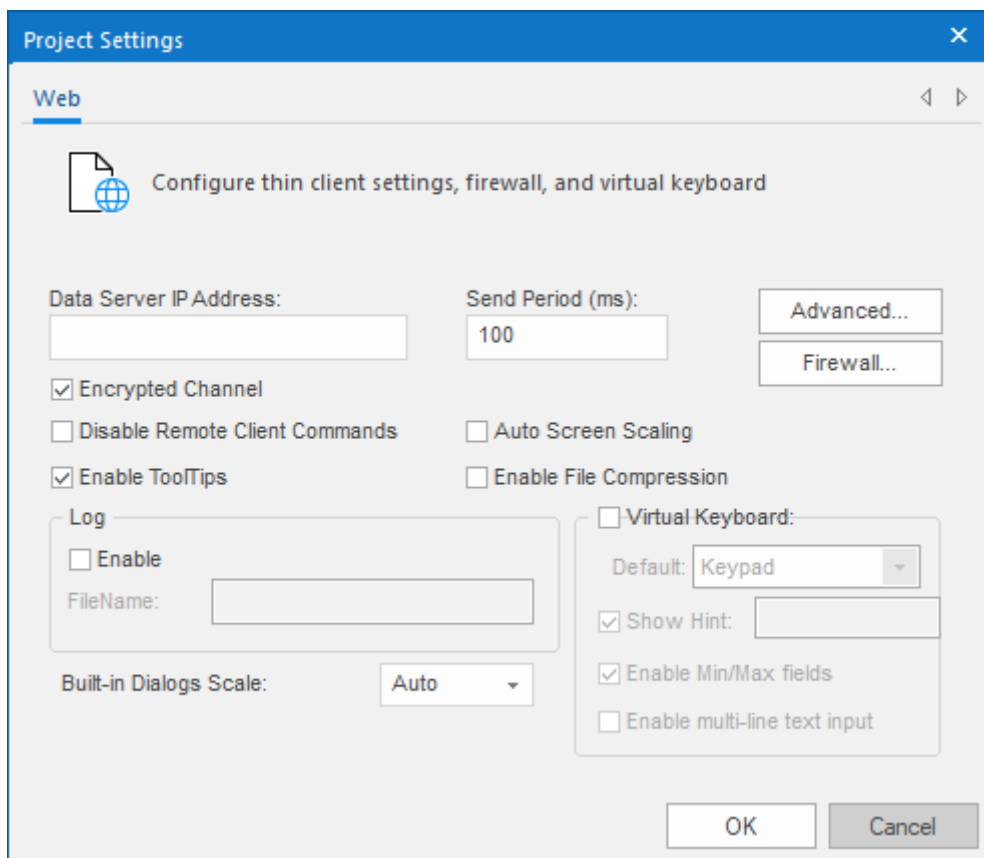 Project Settings
Web
Configure thin client settings, firewall, and virtual keyboard
Data Server IP Address:
Send Period (ms):
100
Advanced...
Firewall...
Encrypted Channel
Disable Remote Client Commands
Auto Screen Scaling
Enable ToolTips
Enable File Compression
Log
Enable
FileName:
Virtual Keyboard:
Default: Keypad
Show Hint:
Enable Min/Max fields
Enable multi-line text input
Built-in Dialogs Scale: Auto
OK
Cancel